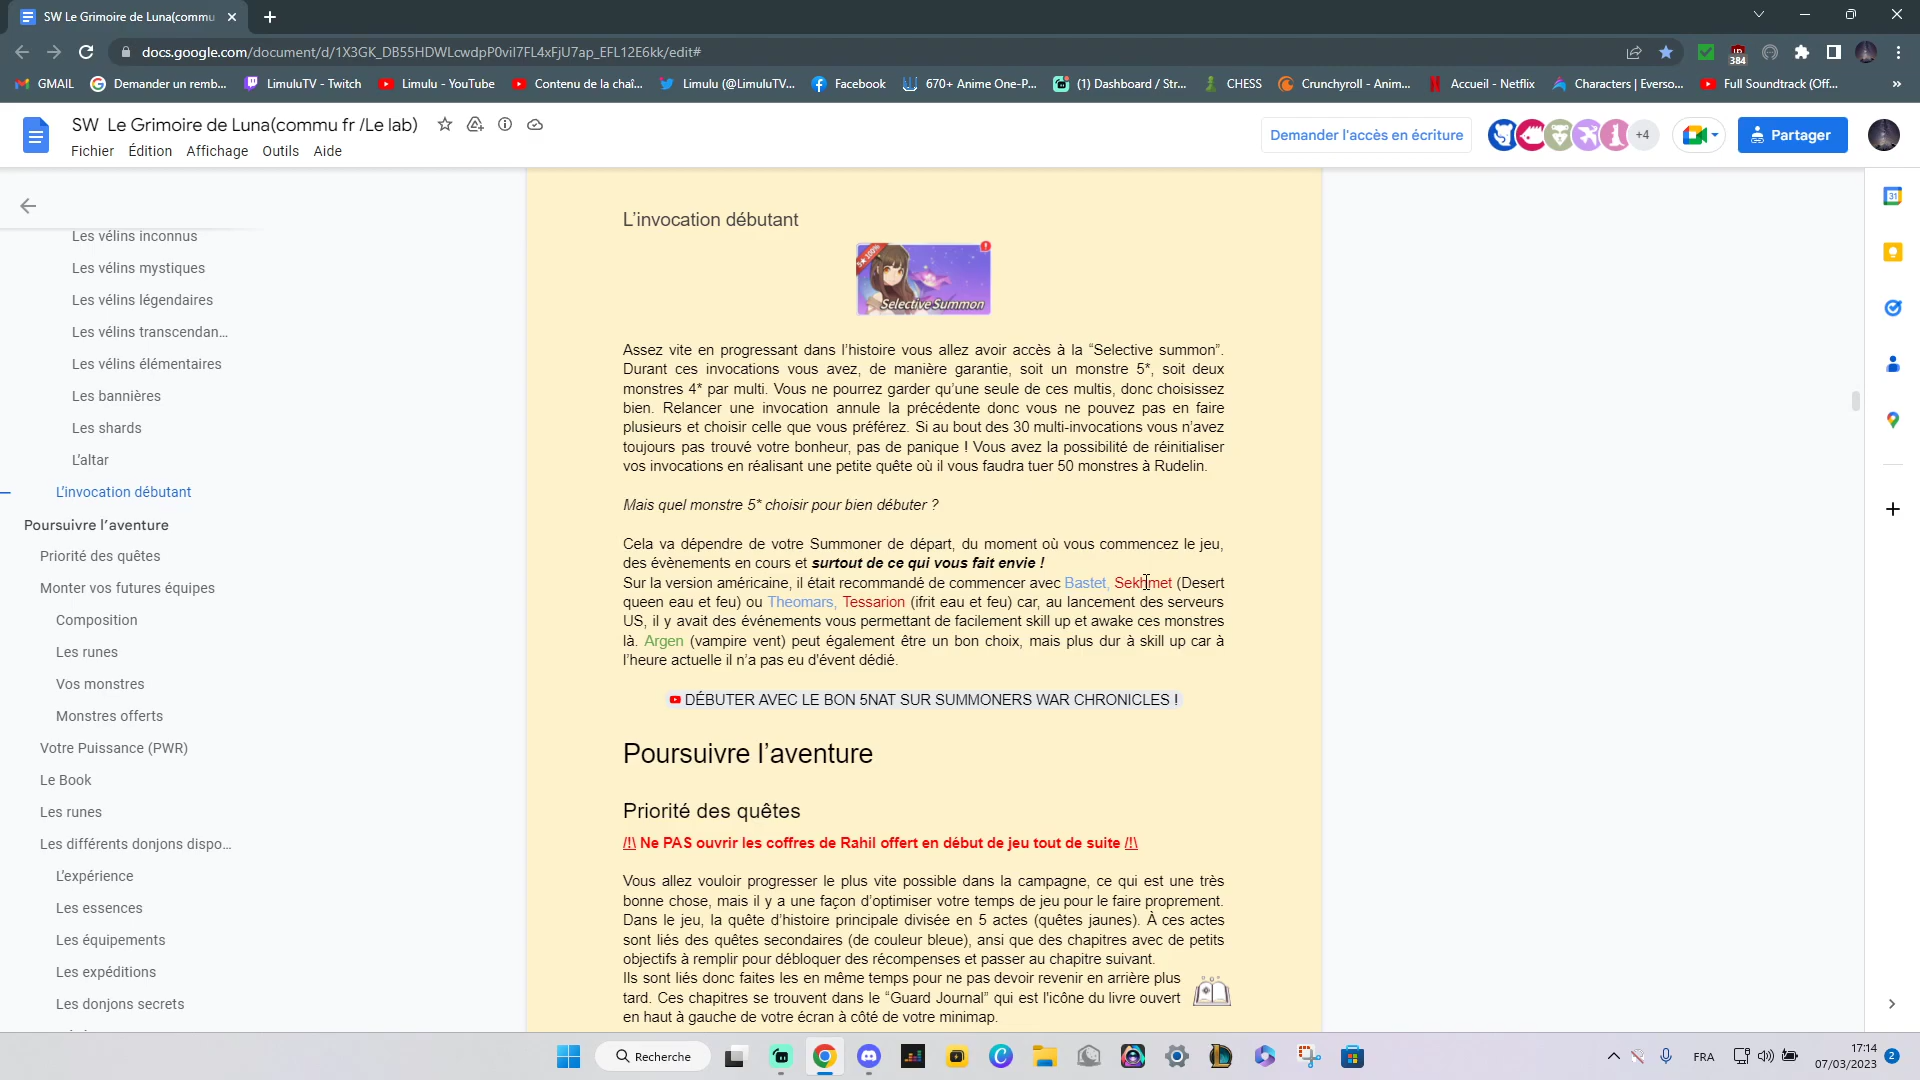 SW Le Grimoire de Luna(commu
docs.google.com/document/d/1X3GK_DB55HDWLcwdpP0vil7FL4xFjU7ap_EFL12E6kk/edit#
384
GMAIL
Demander un remb...
LimuluTV - Twitch
Limulu - YouTube
Contenu de la chaî...
Limulu (@LimuluTV...
Facebook
670+ Anime One-P...
(1) Dashboard / Str...
CHESS
Crunchyroll - Anim...
Accueil - Netflix
Characters | Everso...
Full Soundtrack (Off...
»
SW Le Grimoire de Luna(commu fr /Le lab)
Fichier Édition Affichage Outils Aide
Demander l'accès en écriture
+4
Partager
Les vélins inconnus
Les vélins mystiques
Les vélins légendaires
Les vélins transcendan...
Les vélins élémentaires
Les bannières
Les shards
L'altar
L'invocation débutant
Poursuivre l'aventure
Priorité des quêtes
Monter vos futures équipes
Composition
Les runes
Vos monstres
Monstres offerts
Votre Puissance (PWR)
Le Book
Les runes
Les différents donjons dispo...
L'expérience
Les essences
Les équipements
Les expéditions
Les donjons secrets
L'invocation débutant
5★100%
Selective Summon
Assez vite en progressant dans l'histoire vous allez avoir accès à la “Selective summon”.
Durant ces invocations vous avez, de manière garantie, soit un monstre 5*, soit deux
monstres 4* par multi. Vous ne pourrez garder qu'une seule de ces multis, donc choisissez
bien. Relancer une invocation annule la précédente donc vous ne pouvez pas en faire
plusieurs et choisir celle que vous préférez. Si au bout des 30 multi-invocations vous n'avez
toujours pas trouvé votre bonheur, pas de panique ! Vous avez la possibilité de réinitialiser
vos invocations en réalisant une petite quête où il vous faudra tuer 50 monstres à Rudelin.
Mais quel monstre 5* choisir pour bien débuter ?
Cela va dépendre de votre Summoner de départ, du moment où vous commencez le jeu,
des évènements en cours et surtout de ce qui vous fait envie !
Sur la version américaine, il était recommandé de commencer avec Bastet, Sekhmet (Desert
queen eau et feu) ou Theomars, Tessarion (ifrit eau et feu) car, au lancement des serveurs
US, il y avait des événements vous permettant de facilement skill up et awake ces monstres
là. Argen (vampire vent) peut également être un bon choix, mais plus dur à skill up car à
l'heure actuelle il n'a pas eu d'évent dédié.
DÉBUTER AVEC LE BON 5NAT SUR SUMMONERS WAR CHRONICLES !
Poursuivre l'aventure
Priorité des quêtes
/!\ Ne PAS ouvrir les coffres de Rahil offert en début de jeu tout de suite /!\
Vous allez vouloir progresser le plus vite possible dans la campagne, ce qui est une très
bonne chose, mais il y a une façon d'optimiser votre temps de jeu pour le faire proprement.
Dans le jeu, la quête d'histoire principale divisée en 5 actes (quêtes jaunes). À ces actes
sont liés des quêtes secondaires (de couleur bleue), ansi que des chapitres avec de petits
objectifs à remplir pour débloquer des récompenses et passer au chapitre suivant.
Ils sont liés donc faites les en même temps pour ne pas devoir revenir en arrière plus
tard. Ces chapitres se trouvent dans le “Guard Journal” qui est l'icône du livre ouvert
en haut à gauche de votre écran à côté de votre minimap.
31
Recherche
FRA
17:14
07/03/2023
2